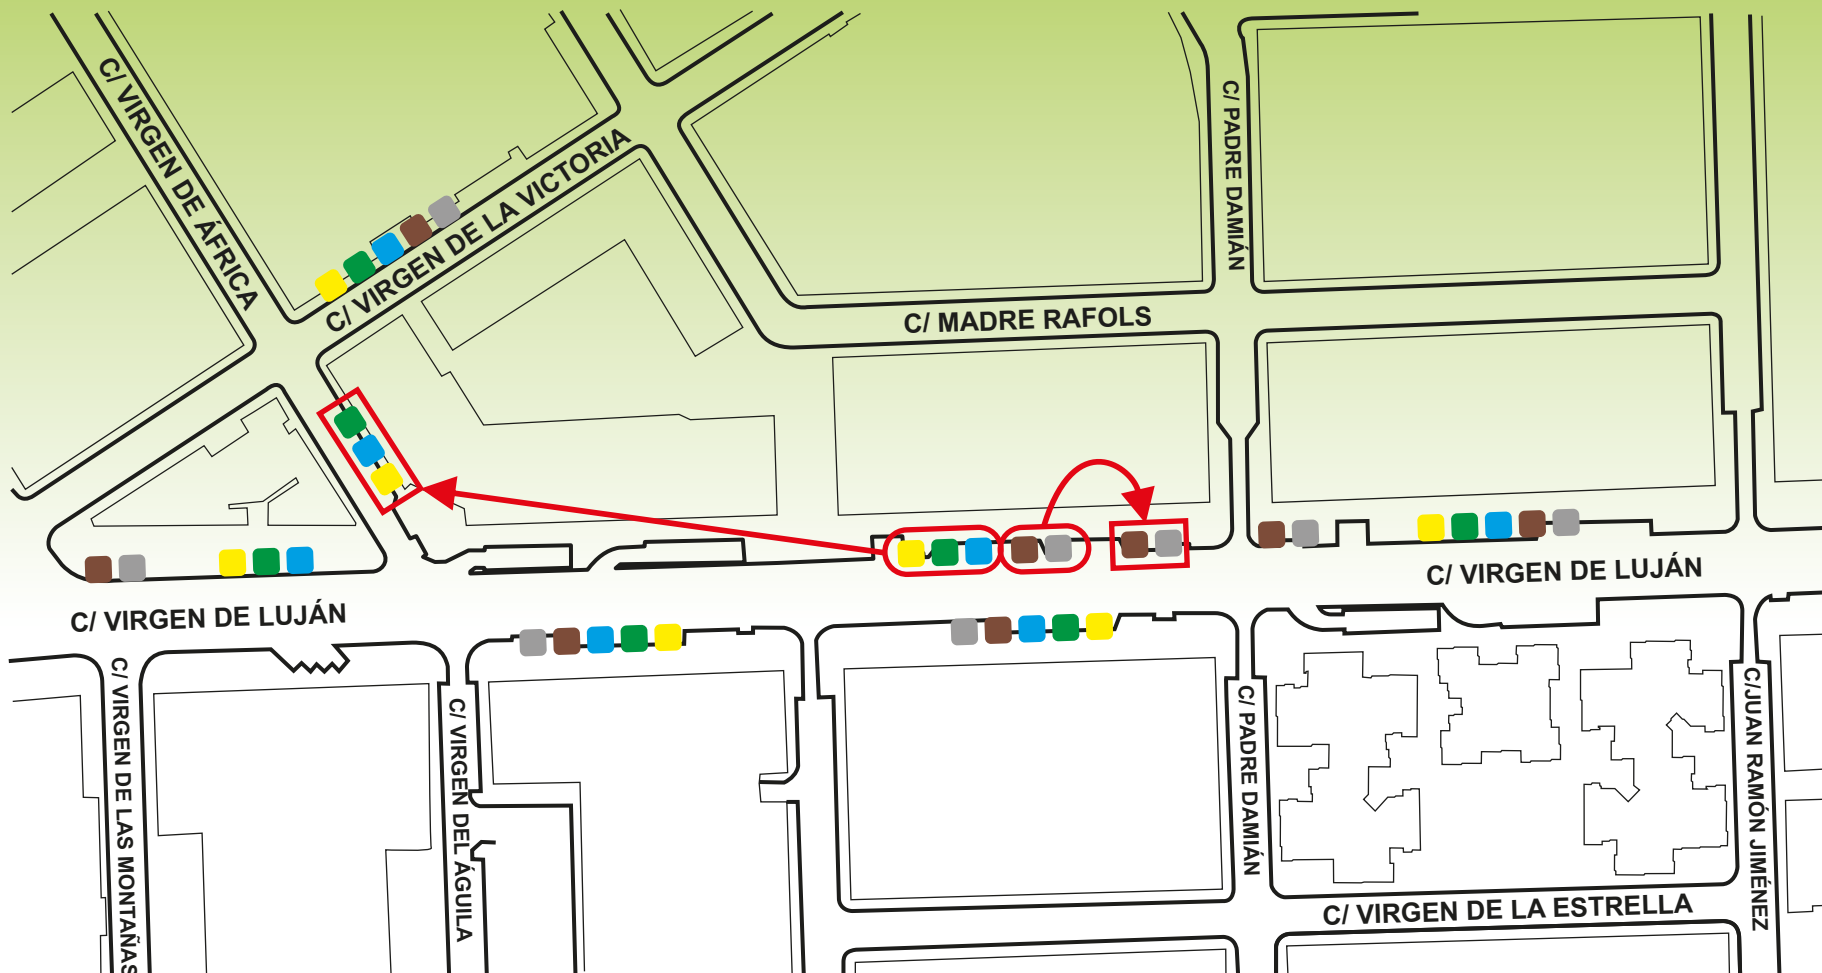 C/ VIRGEN DE ÁFRICA
C/ VIRGEN DE LA VICTORIA
C/ PADRE DAMIÁN
C/ MADRE RAFOLS
C/ VIRGEN DE LUJÁN
C/ VIRGEN DE LUJÁN
C/ VIRGEN DE LAS MONTAÑAS
C/ VIRGEN DEL ÁGUILA
C/ PADRE DAMIÁN
C/JUAN RAMÓN JIMÉNEZ
C/ VIRGEN DE LA ESTRELLA